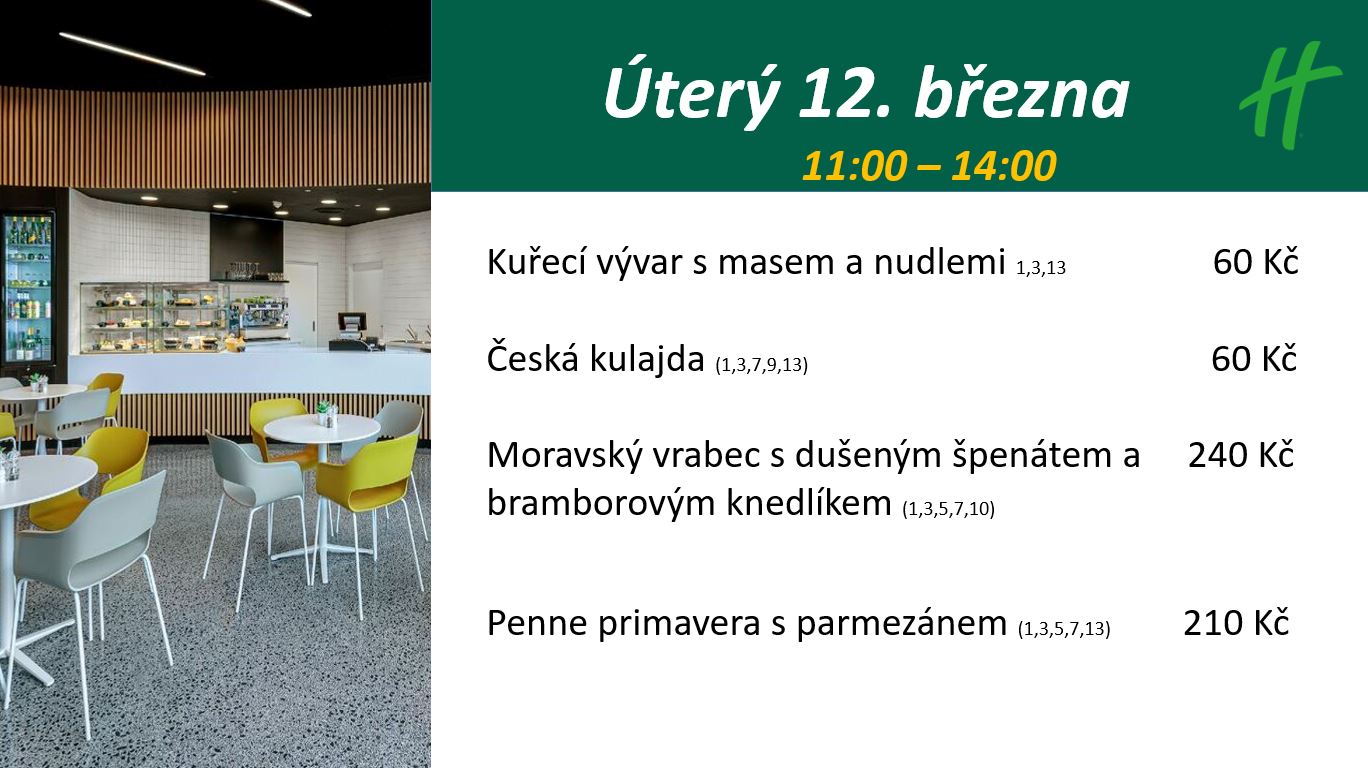 Úterý 12. března
11:00 – 14:00
Kuřecí vývar s masem a nudlemi 1,3,13 60 Kč
Česká kulajda (1,3,7,9,13) 60 Kč
Moravský vrabec s dušeným špenátem a 240 Kč
bramborovým knedlíkem (1,3,5,7,10)
Penne primavera s parmezánem (1,3,5,7,13) 210 Kč